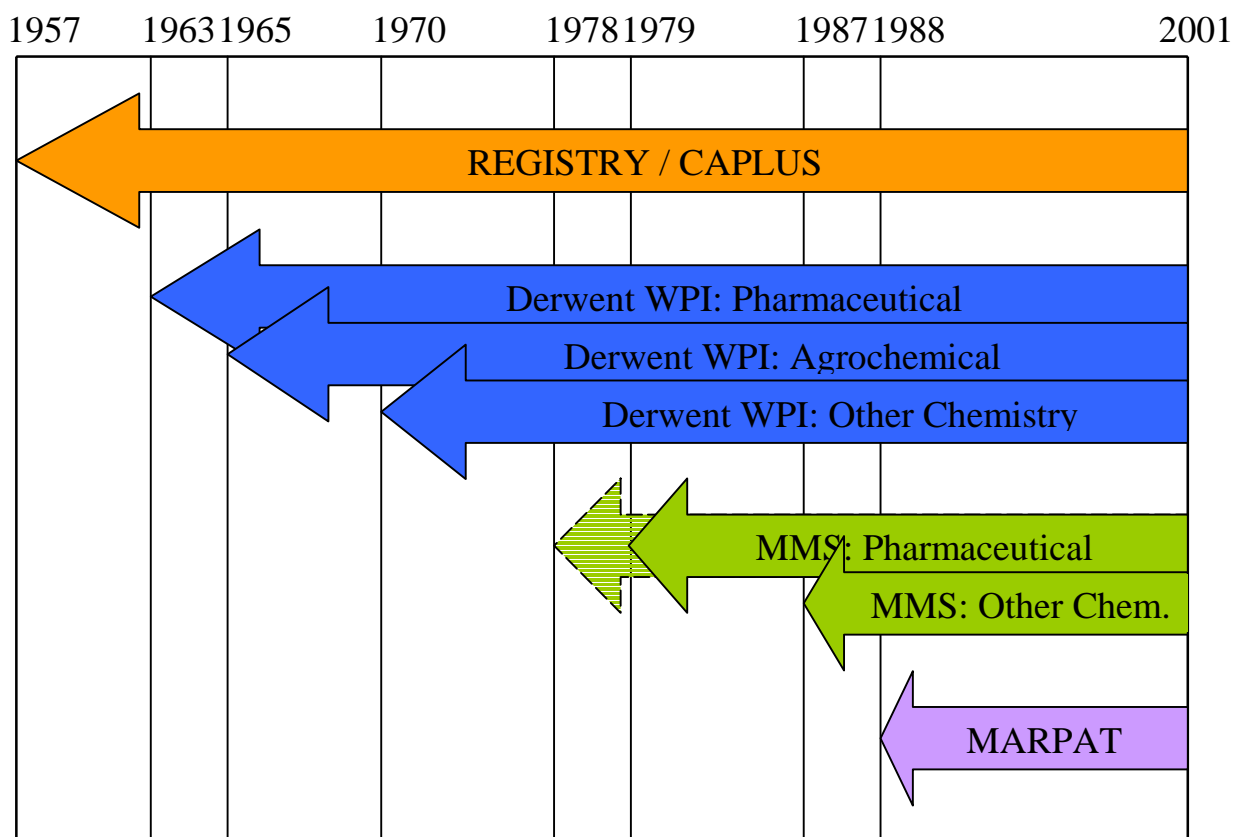 1957 1963 1965 1970 1978 1979 1987 1988 2001
REGISTRY / CAPLUS
Derwent WPI: Pharmaceutical
Derwent WPI: Agrochemical
Derwent WPI: Other Chemistry
MMS: Pharmaceutical
MMS: Other Chem.
MARPAT